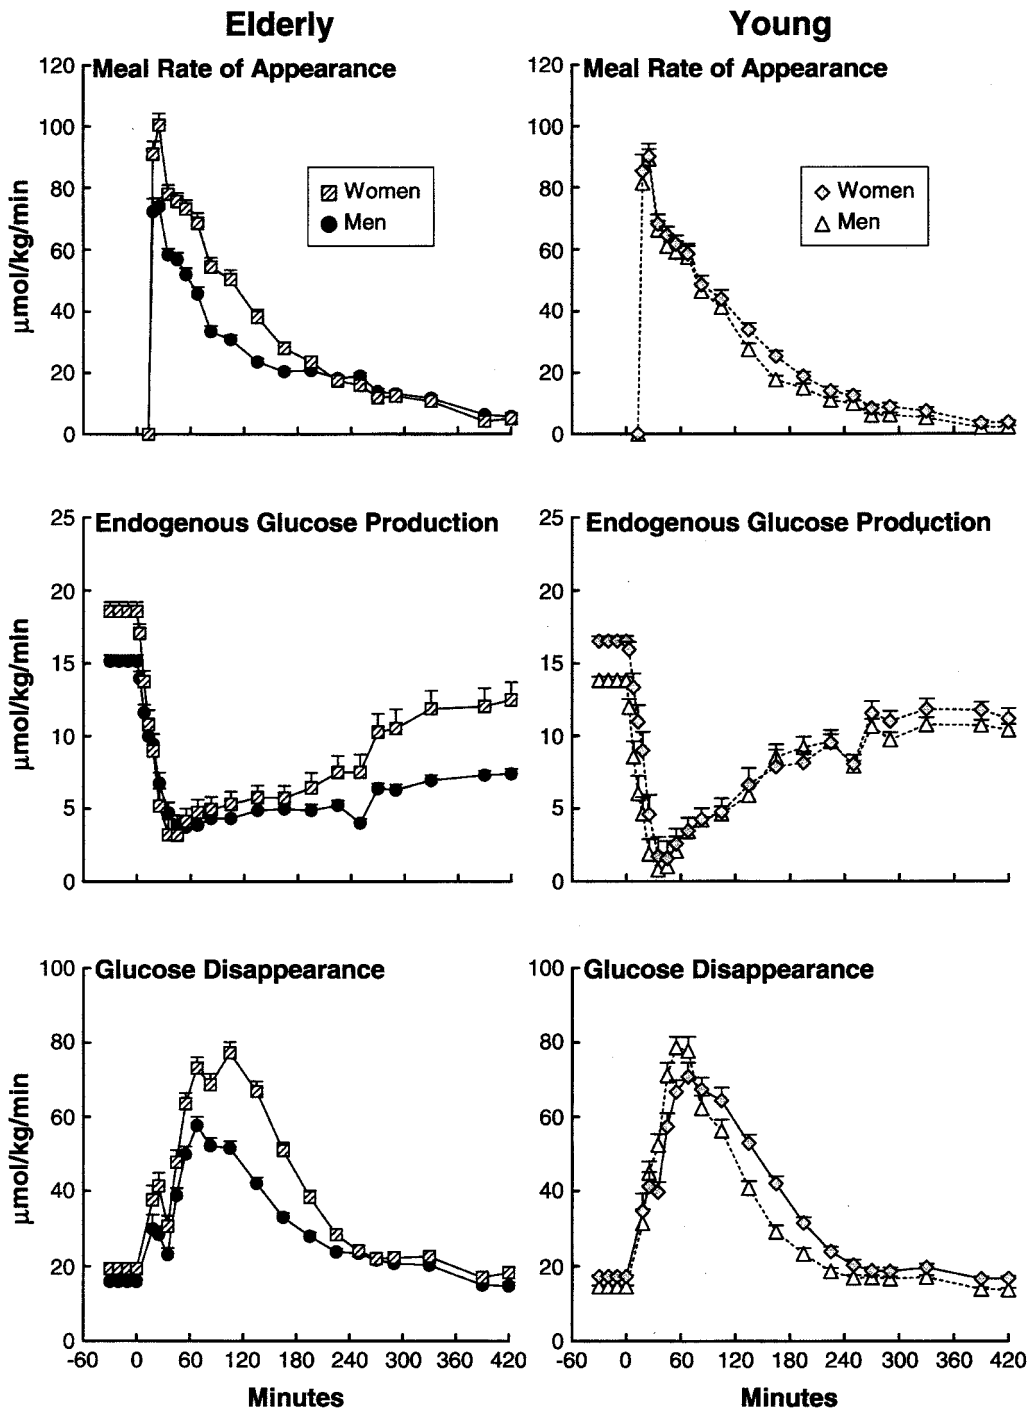 Elderly
Young
Meal Rate of Appearance
Meal Rate of Appearance
120
100
80
60
40
20
0
µmol/kg/min
Women
Men
120
100
80
60
40
20
0
Women
Men
Endogenous Glucose Production
Endogenous Glucose Production
25
20
15
10
5
0
µmol/kg/min
25
20
15
10
5
0
Glucose Disappearance
Glucose Disappearance
100
80
60
40
20
0
µmol/kg/min
100
80
60
40
20
0
-60 0 60 120 180 240 300 360 420
-60 0 60 120 180 240 300 360 420
Minutes
Minutes